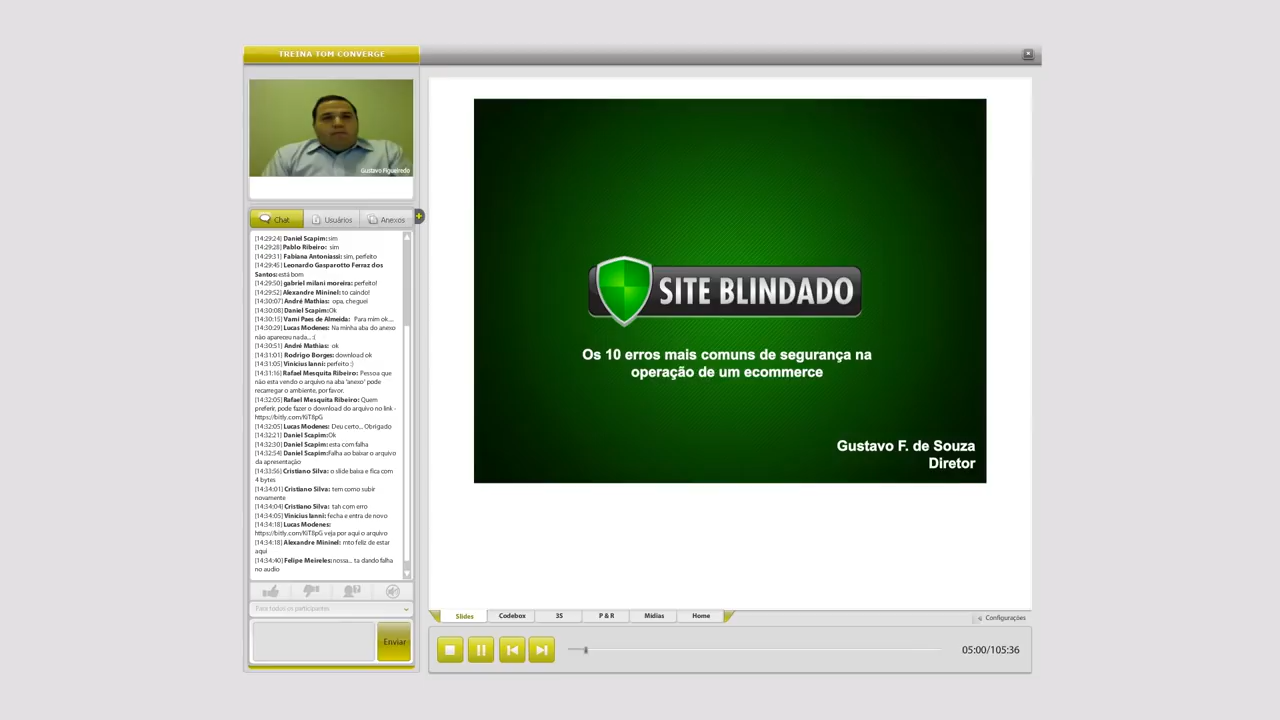 TREINA TOM CONVERGE
Gustavo Figueiredo
Chat
Usuários
Anexos
[14:29:24] Daniel Scapim: sim
[14:29:28] Pablo Ribeiro: sim
[14:29:31] Fabiana Antoniassi: sim, perfeito
[14:29:45] Leonardo Gasparotto Ferraz dos
Santos: está bom
[14:29:50] gabriel milani moreira: perfeito!
[14:29:52] Alexandre Mininel: to caindo!
[14:30:07] André Mathias: opa, cheguei
[14:30:08] Daniel Scapim: Ok
[14:30:15] Varni Paes de Almeida: Para mim ok....
[14:30:29] Lucas Modenes: Na minha aba do anexo
não apareceu nada... :(
[14:30:51] André Mathias: ok
[14:31:01] Rodrigo Borges: download ok
[14:31:05] Vinicius Ianni: perfeito :)
[14:31:16] Rafael Mesquita Ribeiro: Pessoa que
não esta vendo o arquivo na aba 'anexo' pode
recarregar o ambiente, por favor.
[14:32:05] Rafael Mesquita Ribeiro: Quem
preferir, pode fazer o download do arquivo no link -
https://bitly.com/KiT8pG
[14:32:05] Lucas Modenes: Deu certo... Obrigado
[14:32:21] Daniel Scapim: Ok
[14:32:30] Daniel Scapim: esta com falha
[14:32:54] Daniel Scapim: Falha ao baixar o arquivo
da apresentação
[14:33:56] Cristiano Silva: o slide baixa e fica com
4 bytes
[14:34:01] Cristiano Silva: tem como subir
novamente
[14:34:04] Cristiano Silva: tah com erro
[14:34:05] Vinicius Ianni: fecha e entra de novo
[14:34:18] Lucas Modenes:
https://bitly.com/KiT8pG veja por aqui o arquivo
[14:34:18] Alexandre Mininel: mto feliz de estar
aqui
[14:34:40] Felipe Meireles: nossa... ta dando falha
no audio
Para todos os participantes
Enviar
SITE BLINDADO
Os 10 erros mais comuns de segurança na
operação de um ecommerce
Gustavo F. de Souza
Diretor
Slides
Codebox
35
P & R
Mídias
Home
Configurações
05:00/105:36